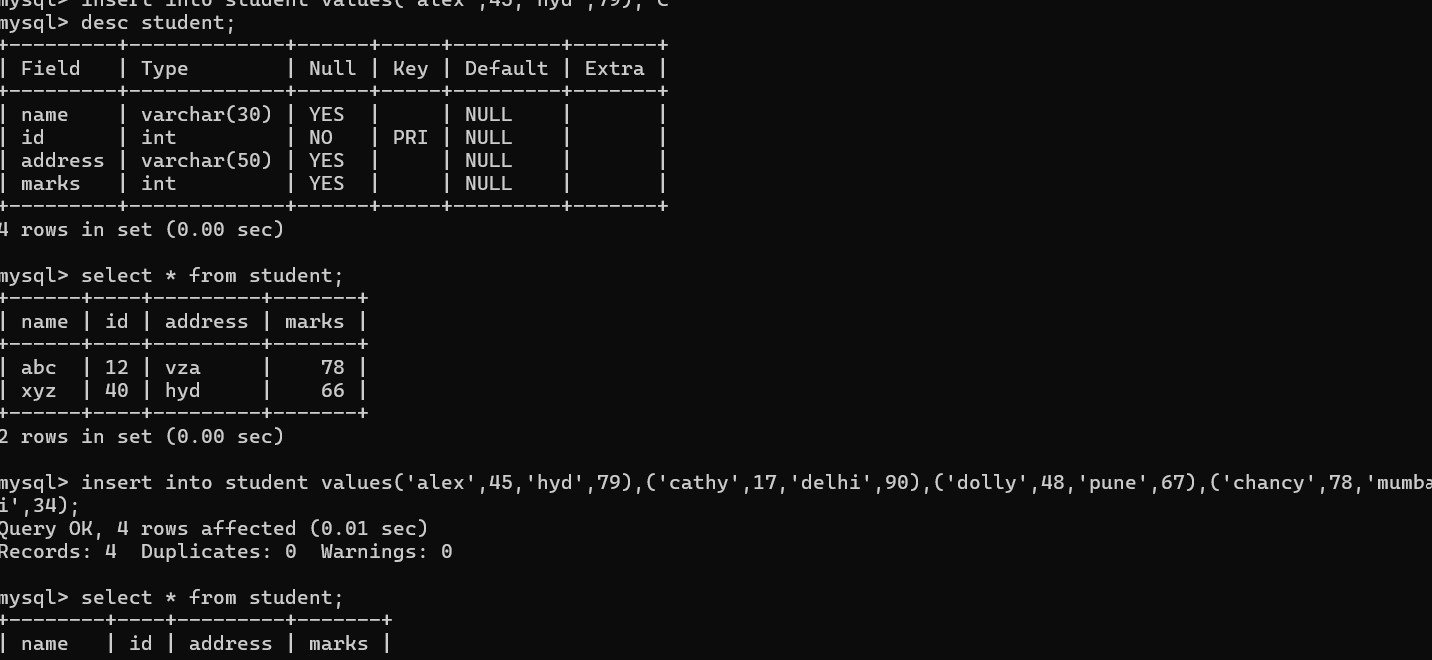 mysql> insert into student values('alex',45,'hyd',79),^C
mysql> desc student;
+---------+-------------+------+-----+---------+-------+
| Field   | Type        | Null | Key | Default | Extra |
+---------+-------------+------+-----+---------+-------+
| name    | varchar(30) | YES  |     | NULL    |       |
| id      | int         | NO   | PRI | NULL    |       |
| address | varchar(50) | YES  |     | NULL    |       |
| marks   | int         | YES  |     | NULL    |       |
+---------+-------------+------+-----+---------+-------+
4 rows in set (0.00 sec)
mysql> select * from student;
+------+----+---------+-------+
| name | id | address | marks |
+------+----+---------+-------+
| abc  | 12 | vza     |    78 |
| xyz  | 40 | hyd     |    66 |
+------+----+---------+-------+
2 rows in set (0.00 sec)
mysql> insert into student values('alex',45,'hyd',79),('cathy',17,'delhi',90),('dolly',48,'pune',67),('chancy',78,'mumba
i',34);
Query OK, 4 rows affected (0.01 sec)
Records: 4  Duplicates: 0  Warnings: 0
mysql> select * from student;
+--------+----+---------+-------+
| name   | id | address | marks |